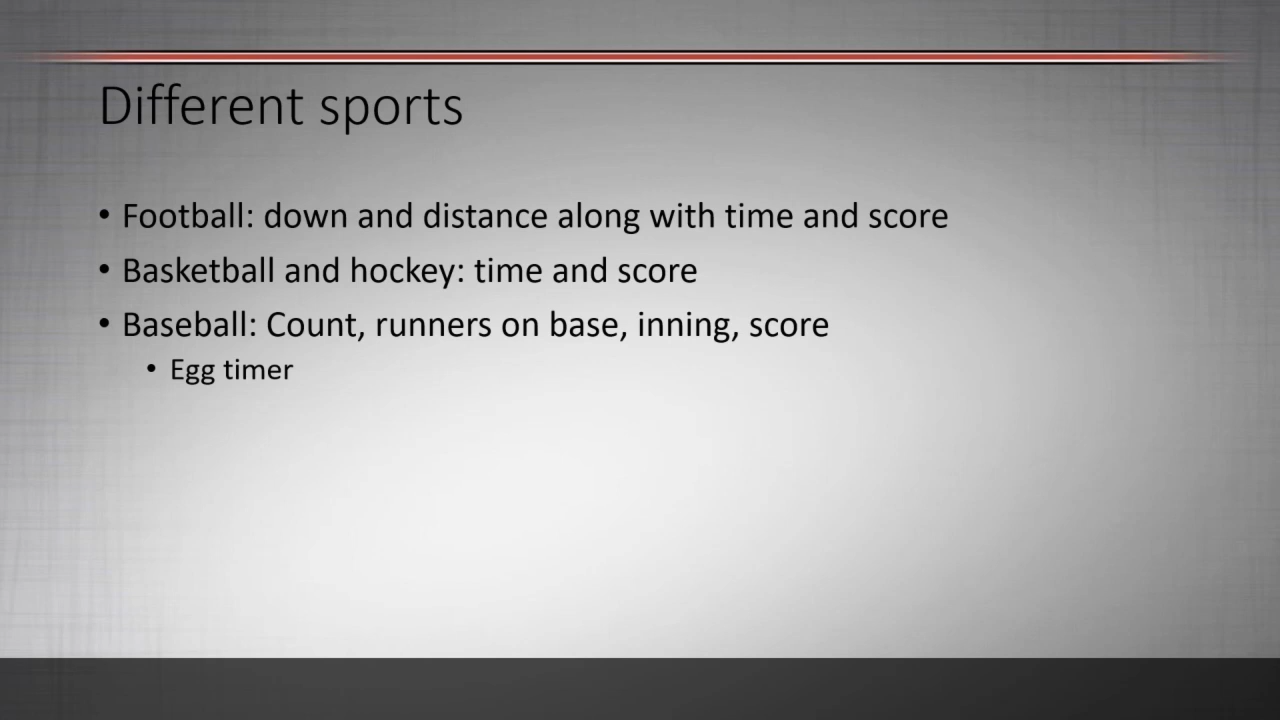 Different sports
• Football: down and distance along with time and score
• Basketball and hockey: time and score
• Baseball: Count, runners on base, inning, score
• Egg timer